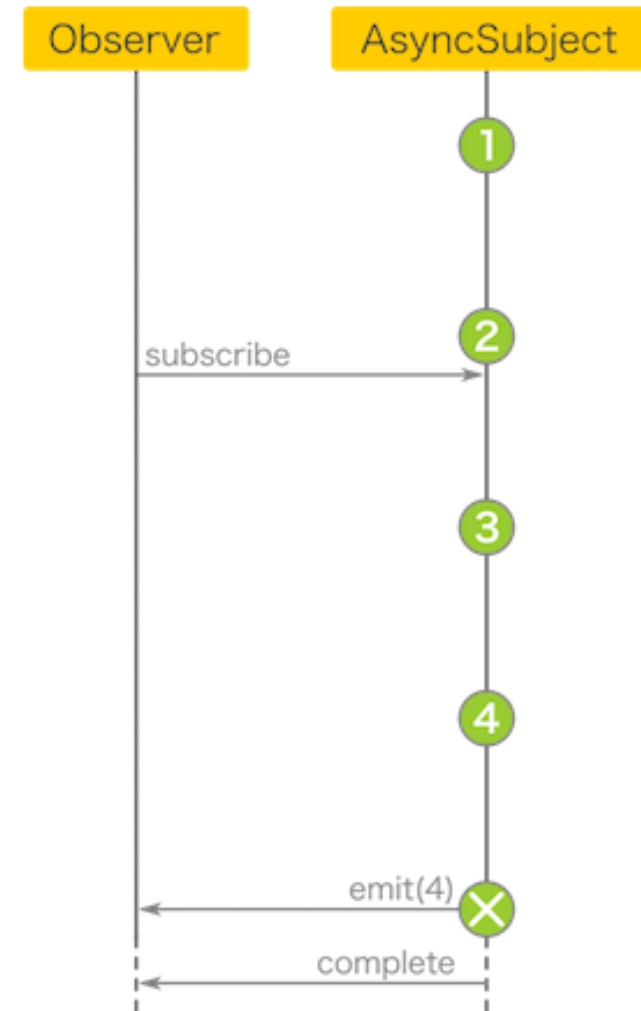 Observer
AsyncSubject
1
2
subscribe
3
4
emit(4)
complete